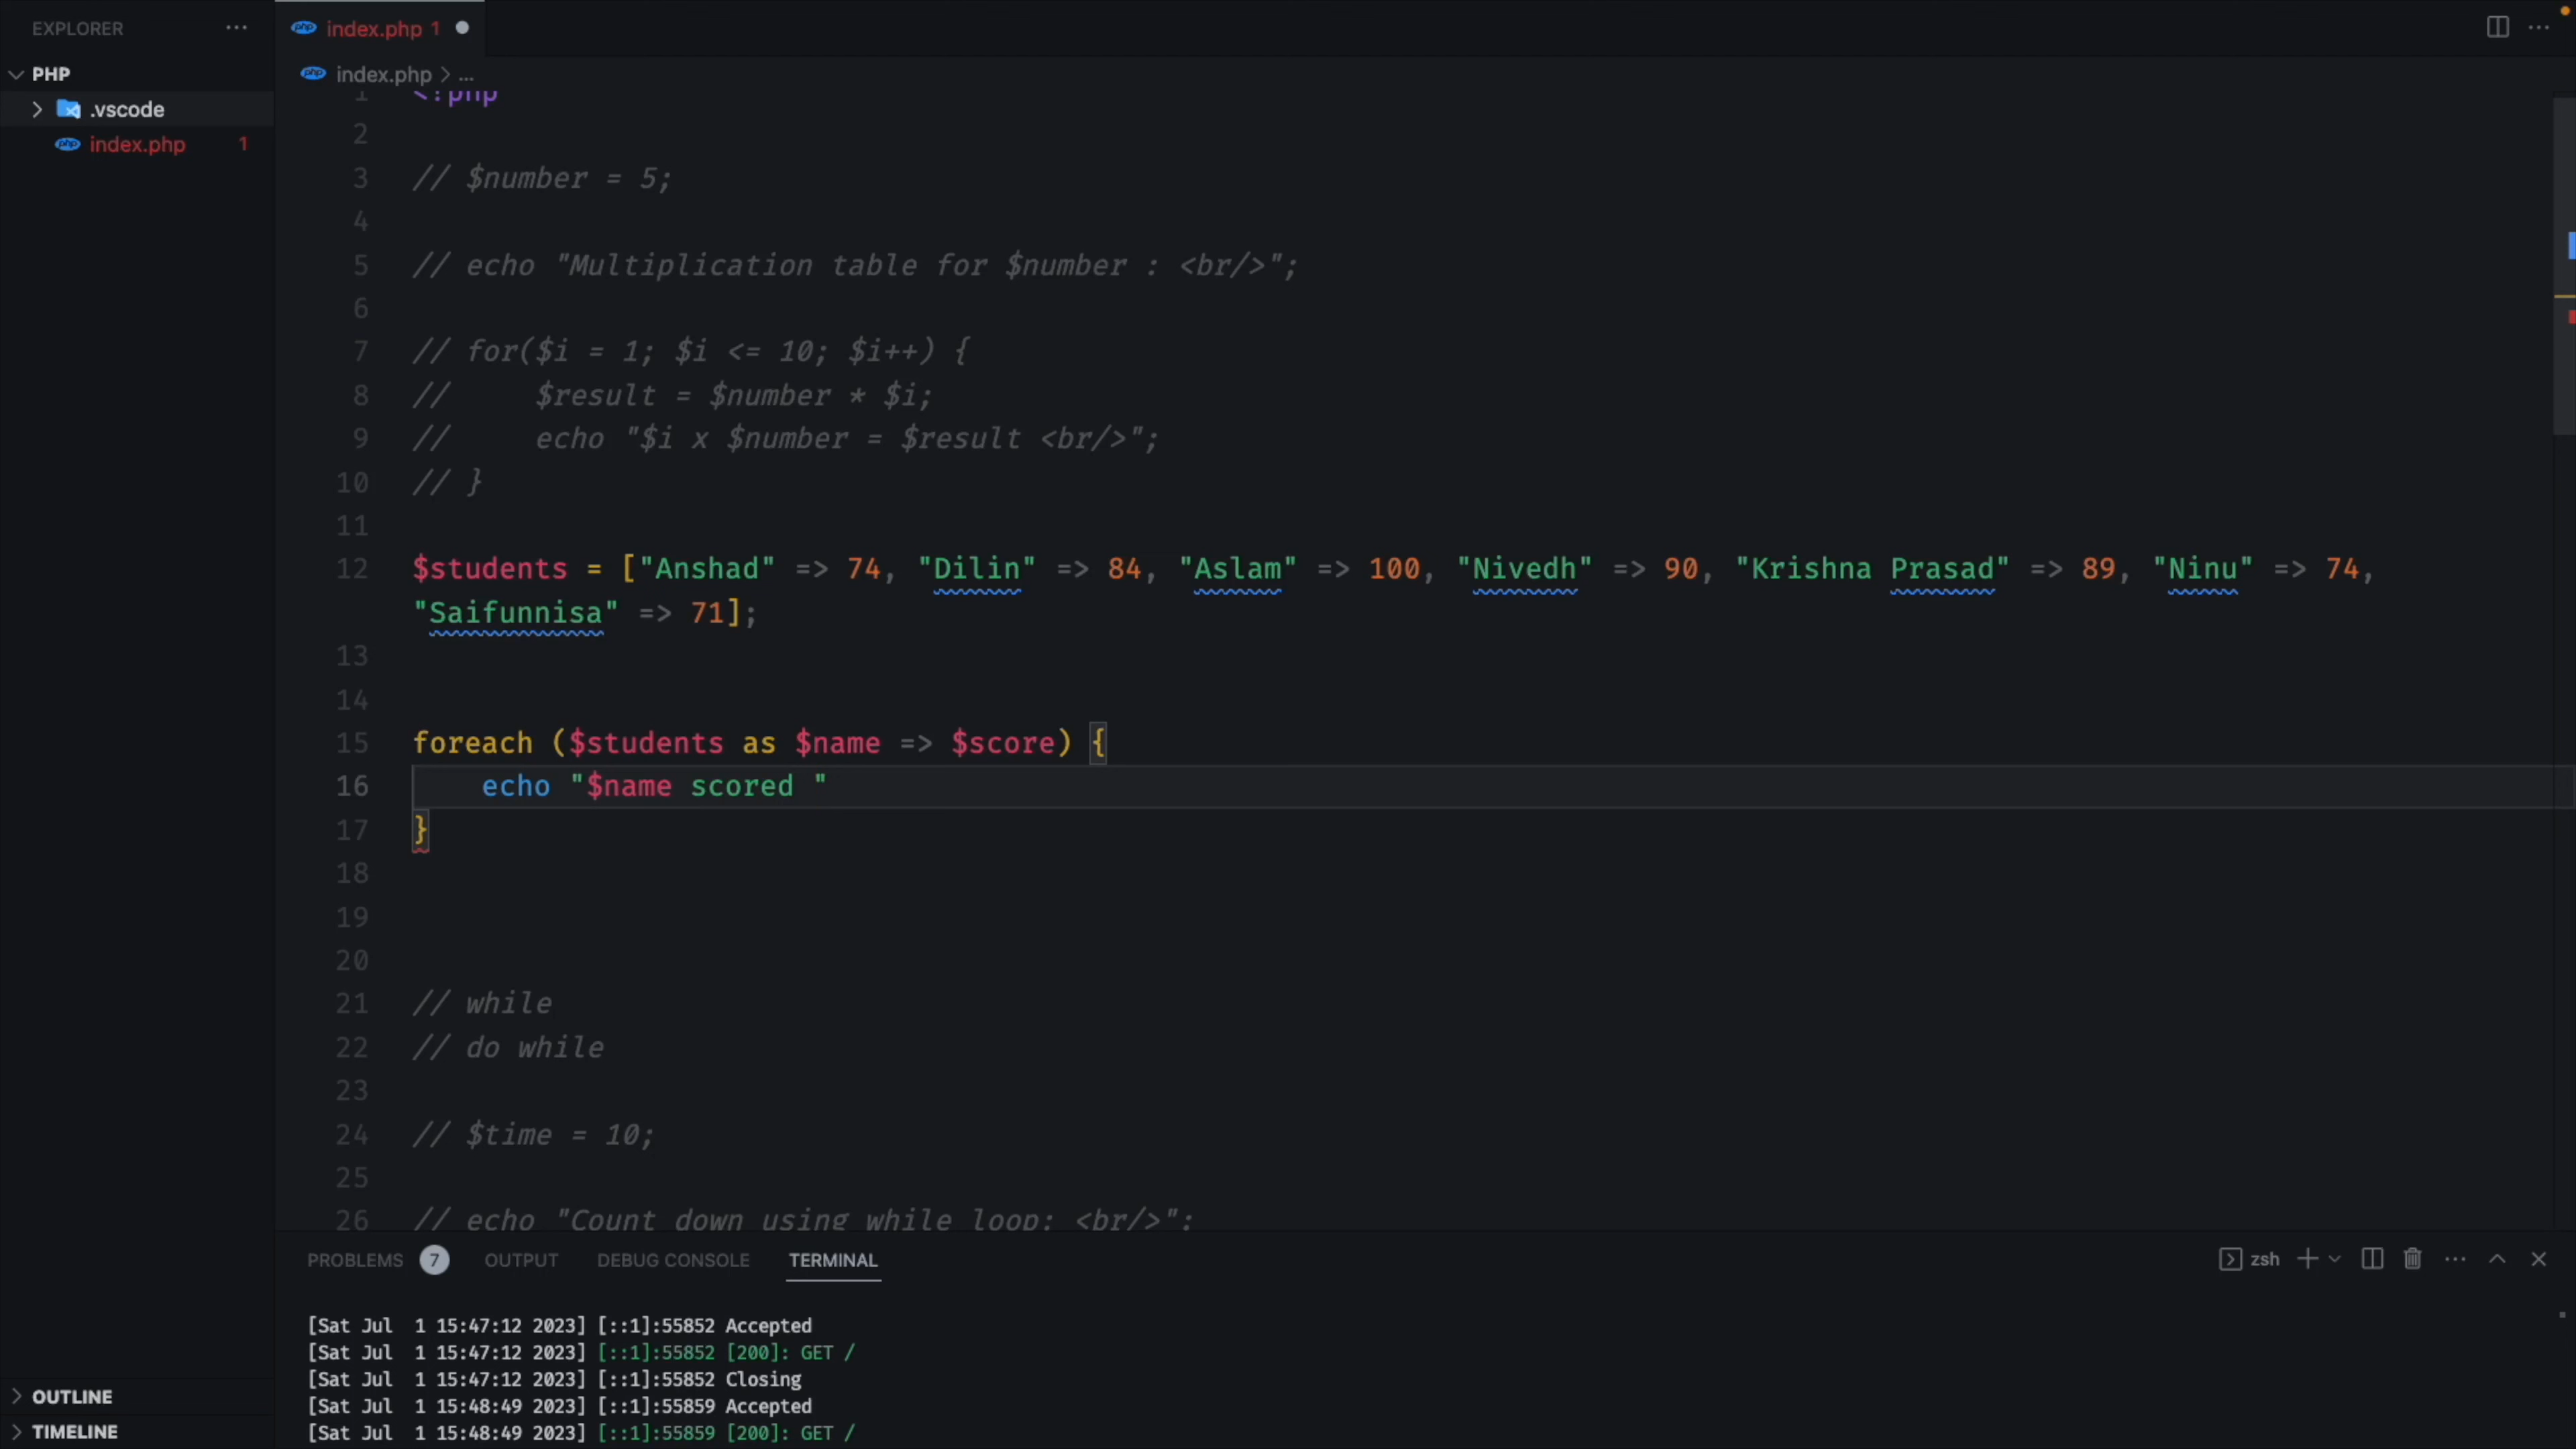 EXPLORER ...
index.php 1
PHP
index.php > ...
.vscode
index.php 1
1 <?php
2
3 // $number = 5;
4
5 // echo "Multiplication table for $number : <br/>";
6
7 // for($i = 1; $i <= 10; $i++) {
8 //     $result = $number * $i;
9 //     echo "$i x $number = $result <br/>";
10 // }
11
12 $students = ["Anshad" => 74, "Dilin" => 84, "Aslam" => 100, "Nivedh" => 90, "Krishna Prasad" => 89, "Ninu" => 74,
"Saifunnisa" => 71];
13
14
15 foreach ($students as $name => $score) {
16     echo "$name scored "
17 }
18
19
20
21 // while
22 // do while
23
24 // $time = 10;
25
26 // echo "Count down using while loop: <br/>";
PROBLEMS 7 OUTPUT DEBUG CONSOLE TERMINAL
zsh
[Sat Jul  1 15:47:12 2023] [::1]:55852 Accepted
[Sat Jul  1 15:47:12 2023] [::1]:55852 [200]: GET /
[Sat Jul  1 15:47:12 2023] [::1]:55852 Closing
[Sat Jul  1 15:48:49 2023] [::1]:55859 Accepted
[Sat Jul  1 15:48:49 2023] [::1]:55859 [200]: GET /
OUTLINE
TIMELINE